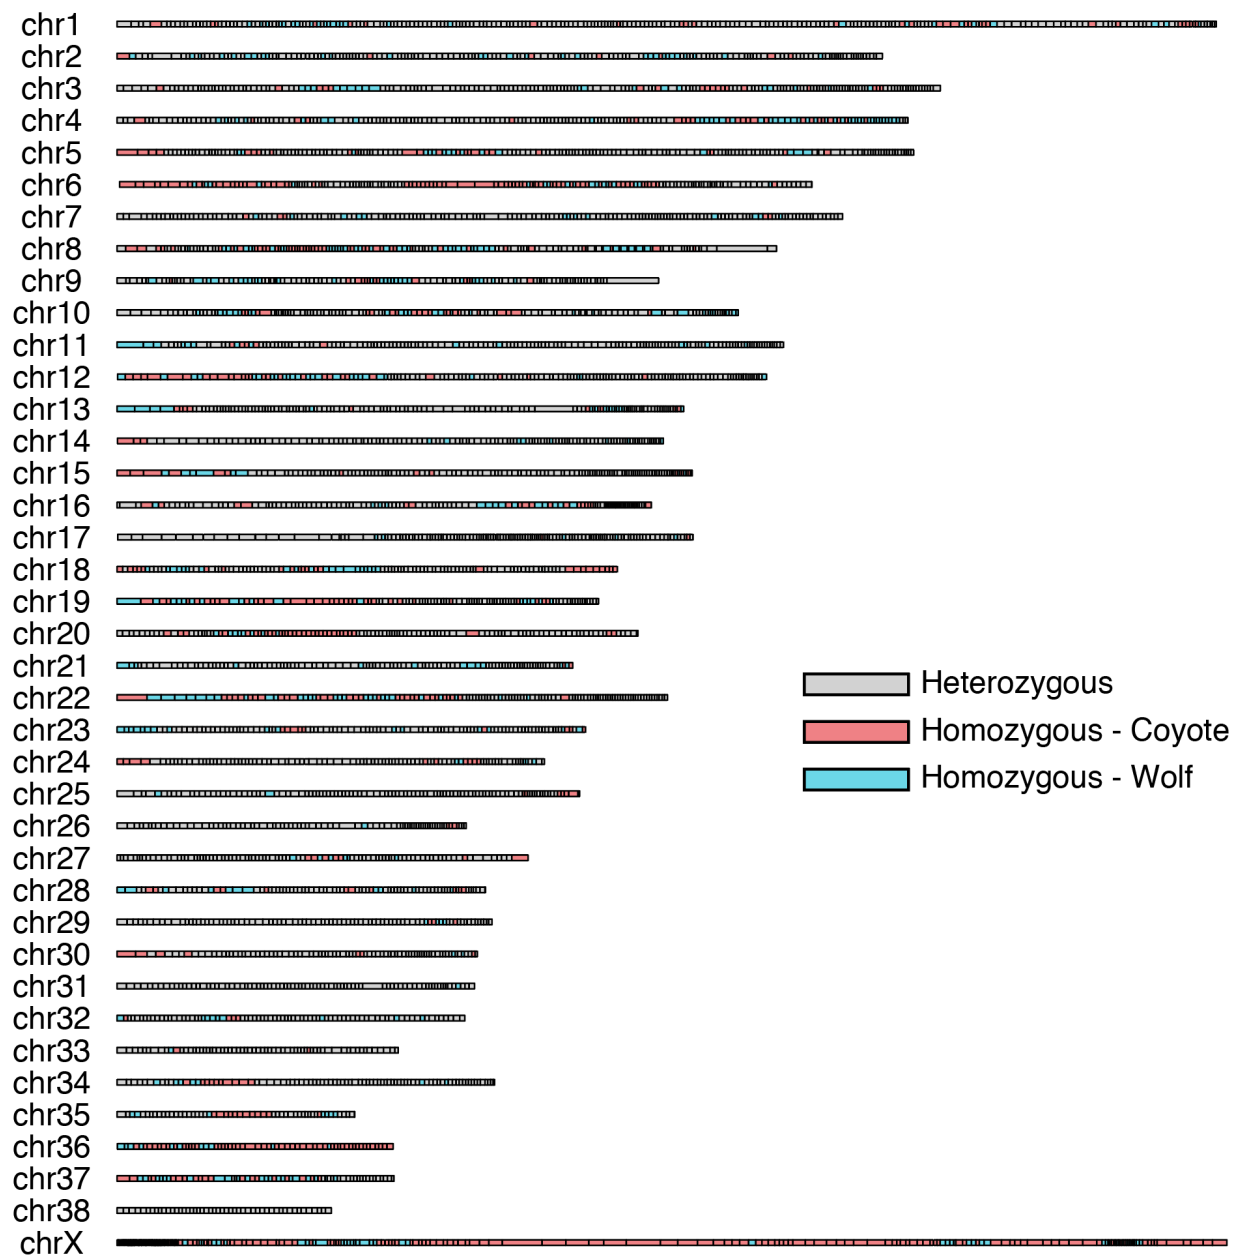 chr1
chr2
chr3
chr4
chr5
chr6
chr7
chr8
chr9
chr10
chr11
chr12
chr13
chr14
chr15
chr16
chr17
chr18
chr19
chr20
chr21
chr22
chr23
chr24
chr25
chr26
chr27
chr28
chr29
chr30
chr31
chr32
chr33
chr34
chr35
chr36
chr37
chr38
chrX
Heterozygous
Homozygous - Coyote
Homozygous - Wolf